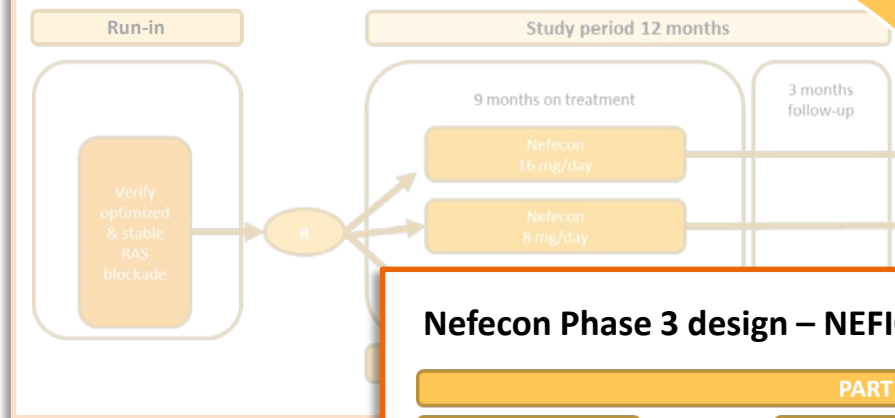 Run-in
Study period 12 months
9 months on treatment
3 months
follow-up
Nefecon
16 mg/day
Verify
optimized
& stable
RAS
blockade
R
Nefecon
8 mg/day
Nefecon Phase 3 design – NEFI
PART